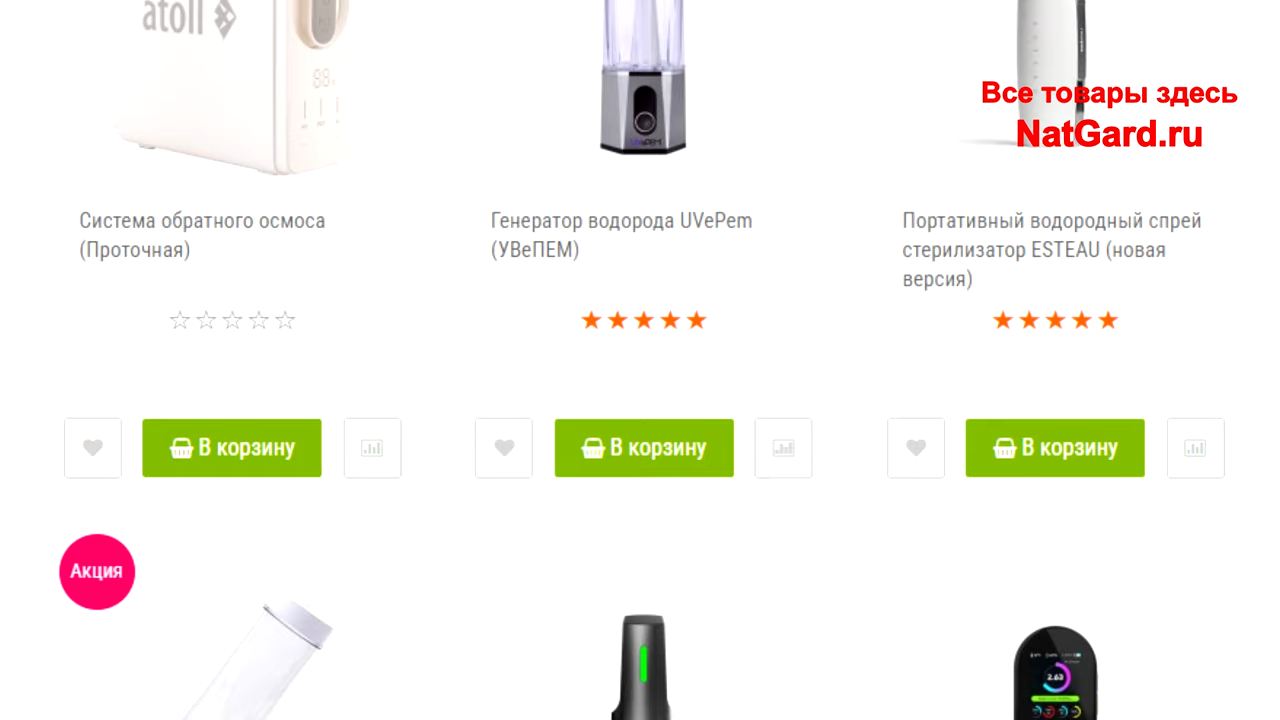 atoll
Все товары здесь
NatGard.ru
Система обратного осмоса
(Проточная)
Генератор водорода UVePem
(УВеПЕМ)
Портативный водородный спрей
стерилизатор ESTEAU (новая
версия)
В корзину
В корзину
В корзину
Акция
2.63